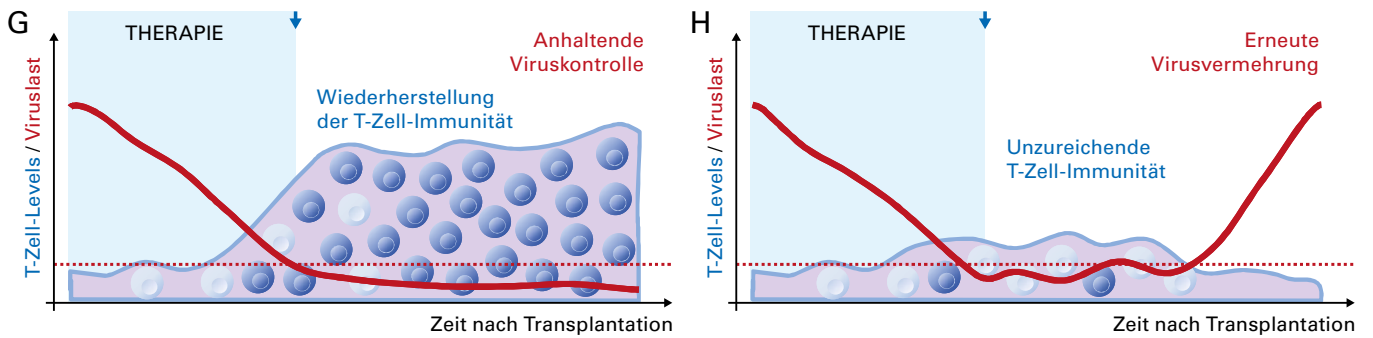 G
THERAPIE
Anhaltende
Viruskontrolle
Wiederherstellung
der T-Zell-Immunität
T-Zell-Levels / Viruslast
Zeit nach Transplantation
H
THERAPIE
Erneute
Virusvermehrung
Unzureichende
T-Zell-Immunität
T-Zell-Levels / Viruslast
Zeit nach Transplantation